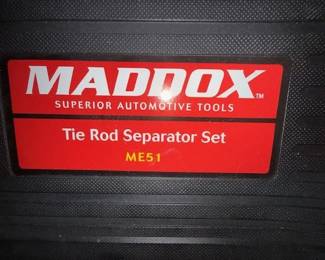 MADDOX™
SUPERIOR AUTOMOTIVE TOOLS
Tie Rod Separator Set
ME51